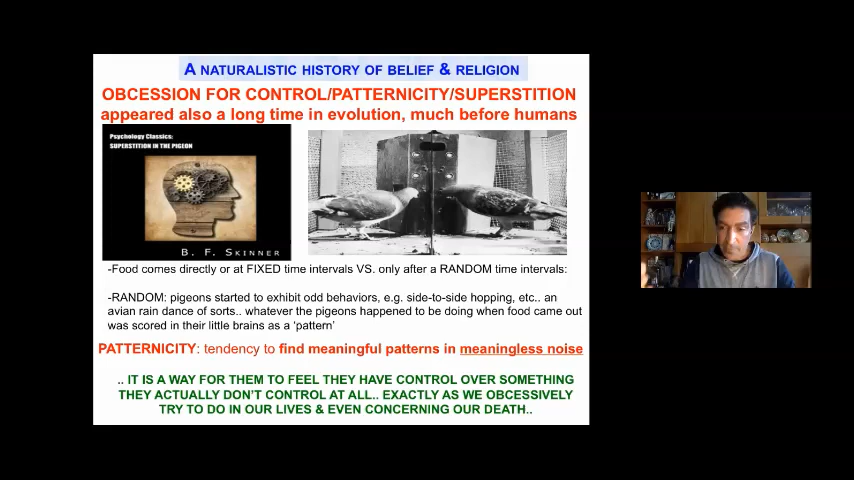 A NATURALISTIC HISTORY OF BELIEF & RELIGION
OBCESSION FOR CONTROL/PATTERNICITY/SUPERSTITION
appeared also a long time in evolution, much before humans
Psychology Classics:
SUPERSTITION IN THE PIGEON
B. F. SKINNER
-Food comes directly or at FIXED time intervals VS. only after a RANDOM time intervals:
-RANDOM: pigeons started to exhibit odd behaviors, e.g. side-to-side hopping, etc.. an
avian rain dance of sorts.. whatever the pigeons happened to be doing when food came out
was scored in their little brains as a ‘pattern’
PATTERNICITY: tendency to find meaningful patterns in meaningless noise
.. IT IS A WAY FOR THEM TO FEEL THEY HAVE CONTROL OVER SOMETHING
THEY ACTUALLY DON’T CONTROL AT ALL.. EXACTLY AS WE OBCESSIVELY
TRY TO DO IN OUR LIVES & EVEN CONCERNING OUR DEATH..